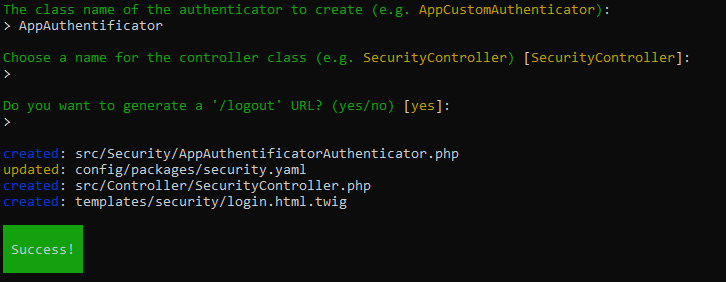 The class name of the authenticator to create (e.g. AppCustomAuthenticator):
> AppAuthentificator
Choose a name for the controller class (e.g. SecurityController) [SecurityController]:
>
Do you want to generate a '/logout' URL? (yes/no) [yes]:
>
created: src/Security/AppAuthentificatorAuthenticator.php
updated: config/packages/security.yaml
created: src/Controller/SecurityController.php
created: templates/security/login.html.twig
Success!